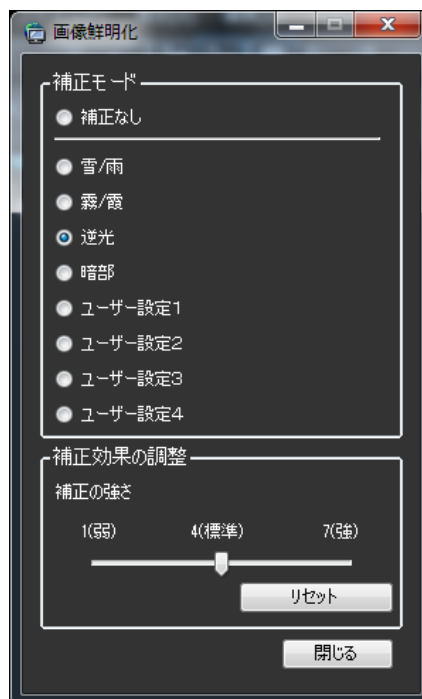 画像鮮明化
補正モード
補正なし
雪/雨
霧/霞
逆光
暗部
ユーザー設定1
ユーザー設定2
ユーザー設定3
ユーザー設定4
補正効果の調整
補正の強さ
1(弱) 4(標準) 7(強)
リセット
閉じる